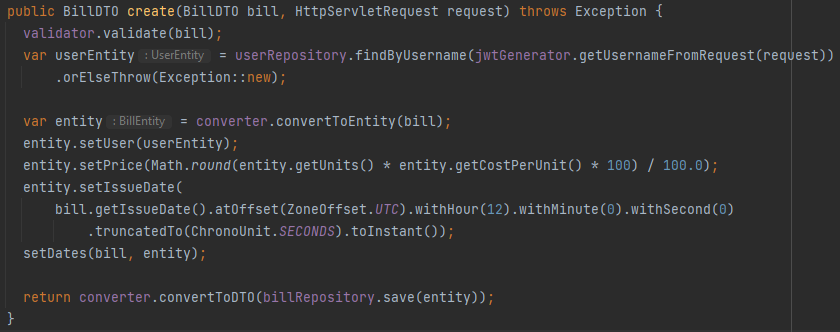 public BillDTO create(BillDTO bill, HttpServletRequest request) throws Exception {
validator.validate(bill);
var userEntity : UserEntity = userRepository.findByUsername(jwtGenerator.getUsernameFromRequest(request))
.orElseThrow(Exception::new);
var entity : BillEntity = converter.convertToEntity(bill);
entity.setUser(userEntity);
entity.setPrice(Math.round(entity.getUnits() * entity.getCostPerUnit() * 100) / 100.0);
entity.setIssueDate(
bill.getIssueDate().atOffset(ZoneOffset.UTC).withHour(12).withMinute(0).withSecond(0)
.truncatedTo(ChronoUnit.SECONDS).toInstant());
setDates(bill, entity);
return converter.convertToDTO(billRepository.save(entity));
}